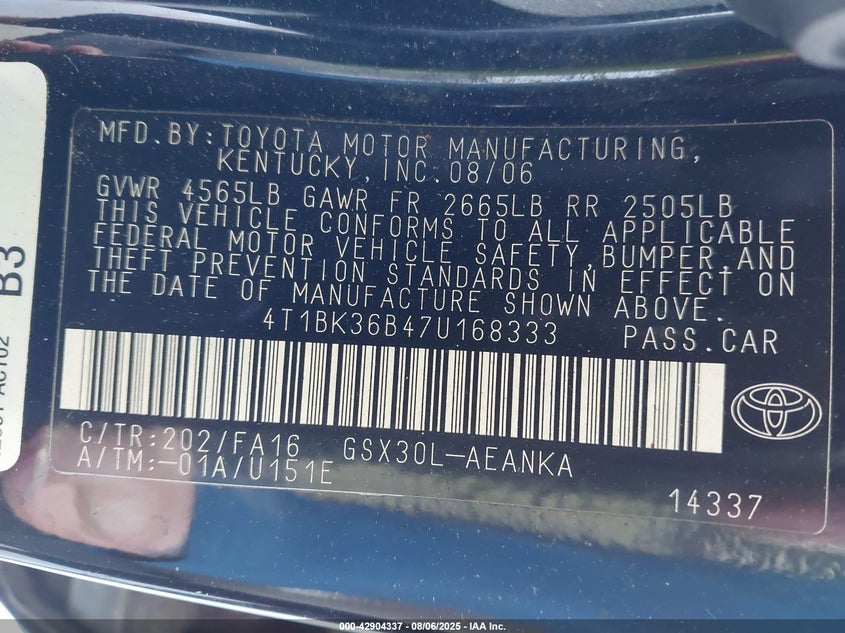 MFD.BY:TOYOTA MOTOR MANUFACTURING,
KENTUCKY,INC.08/06
GVWR 4565LB GAWR FR 2665LB RR 2505LB
THIS VEHICLE CONFORMS TO ALL APPLICABLE
FEDERAL MOTOR VEHICLE SAFETY,BUMPER,AND
THEFT PREVENTION STANDARDS IN EFFECT ON
THE DATE OF MANUFACTURE SHOWN ABOVE.
4T1BK36B47U168333 PASS.CAR
C/TR:202/FA16 GSX30L-AEANKA
A/TM:-01A/U151E
14337
B3
000-42904337 - 08/06/2025 - IAA Inc.